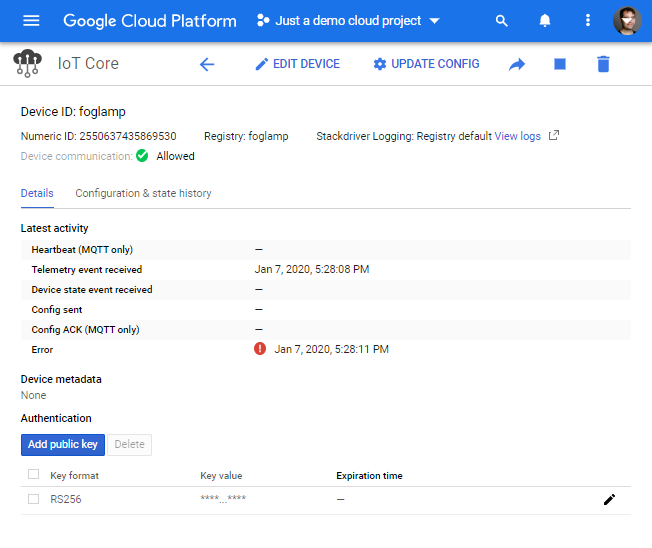 Google Cloud Platform Just a demo cloud project
IoT Core EDIT DEVICE UPDATE CONFIG
Device ID: foglamp
Numeric ID: 2550637435869530 Registry: foglamp Stackdriver Logging: Registry default View logs
Device communication: Allowed
Details Configuration & state history
Latest activity
Heartbeat (MQTT only) —
Telemetry event received Jan 7, 2020, 5:28:08 PM
Device state event received —
Config sent —
Config ACK (MQTT only) —
Error Jan 7, 2020, 5:28:11 PM
Device metadata
None
Authentication
Add public key Delete
Key format Key value Expiration time
RS256 ****...**** —